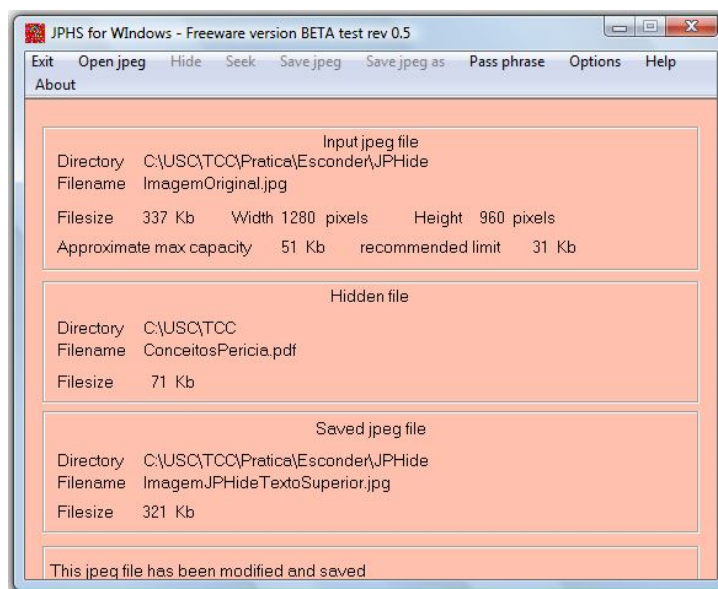 JPHS for WIndows - Freeware version BETA test rev 0.5
Exit Open jpeg Hide Seek Save jpeg Save jpeg as Pass phrase Options Help
About
Input jpeg file
Directory C:\USC\TCC\Pratica\Esconder\JPHide
Filename ImagemOriginal.jpg
Filesize 337 Kb Width 1280 pixels Height 960 pixels
Approximate max capacity 51 Kb recommended limit 31 Kb
Hidden file
Directory C:\USC\TCC
Filename ConceitosPericia.pdf
Filesize 71 Kb
Saved jpeg file
Directory C:\USC\TCC\Pratica\Esconder\JPHide
Filename ImagemJPHideTextoSuperior.jpg
Filesize 321 Kb
This jpeg file has been modified and saved